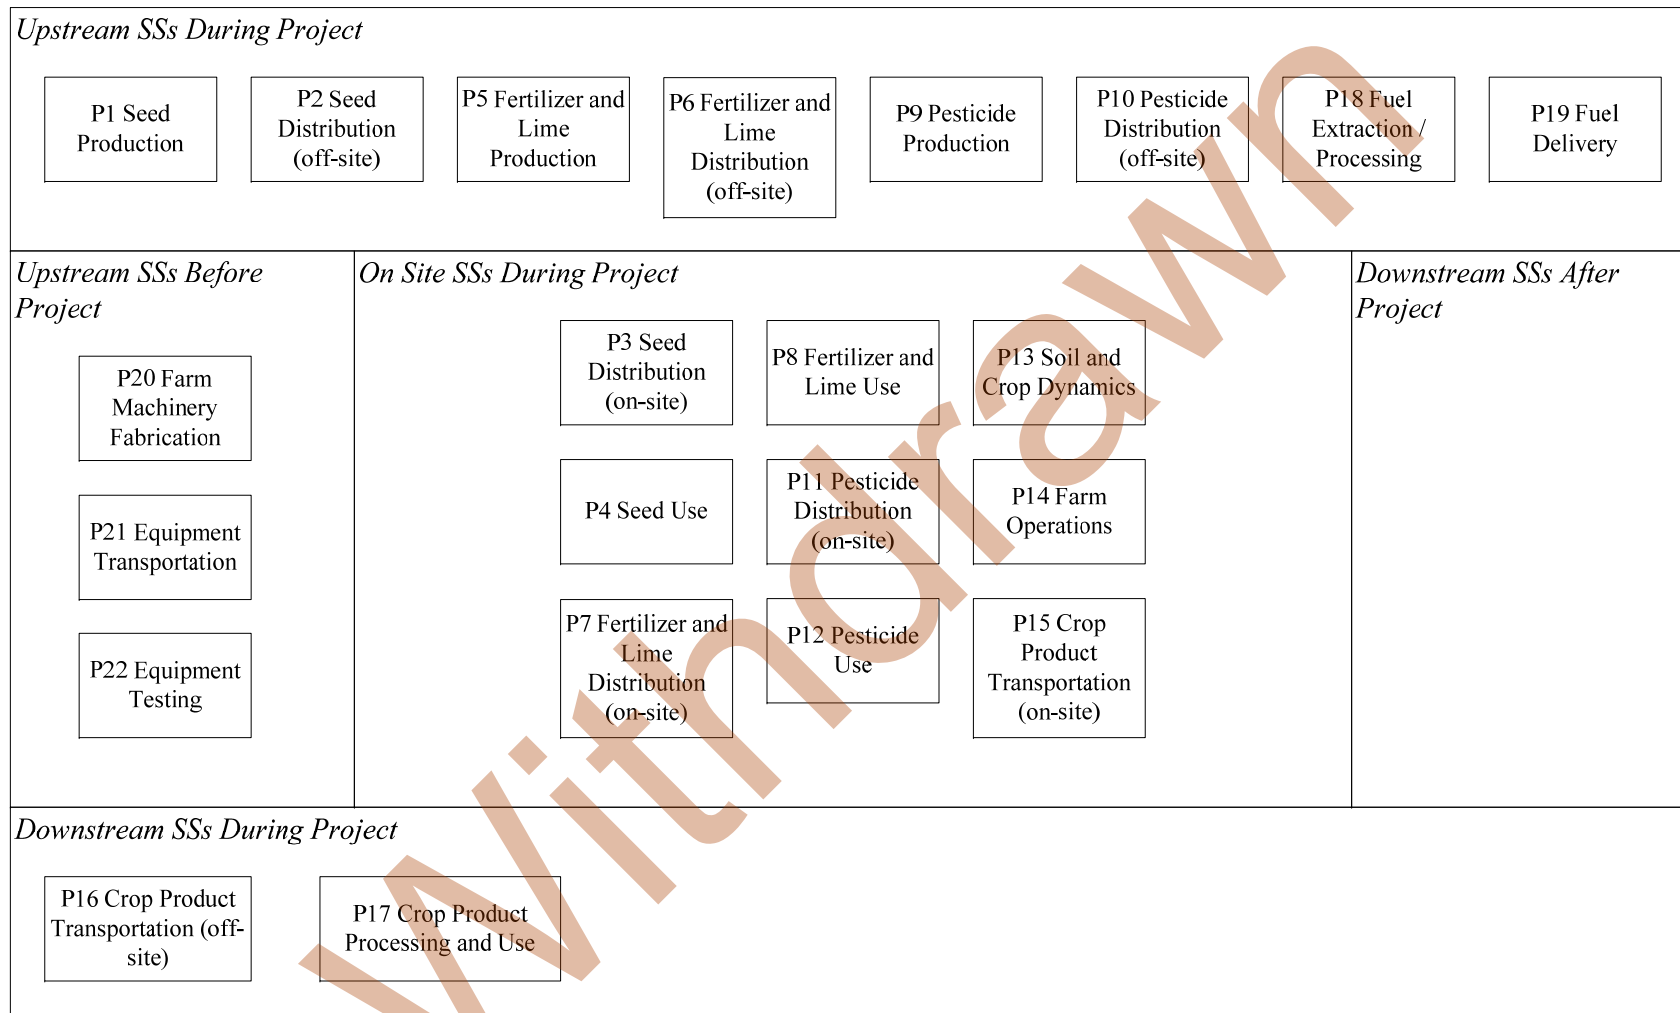 Upstream SSs During Project
P1 Seed
Production
P2 Seed
Distribution
(off-site)
P5 Fertilizer and
Lime
Production
P6 Fertilizer and
Lime
Distribution
(off-site)
P9 Pesticide
Production
P10 Pesticide
Distribution
(off-site)
P18 Fuel
Extraction /
Processing
P19 Fuel
Delivery
Upstream SSs Before
Project
P20 Farm
Machinery
Fabrication
P21 Equipment
Transportation
P22 Equipment
Testing
On Site SSs During Project
P3 Seed
Distribution
(on-site)
P8 Fertilizer and
Lime Use
P13 Soil and
Crop Dynamics
P4 Seed Use
P11 Pesticide
Distribution
(on-site)
P14 Farm
Operations
P7 Fertilizer and
Lime
Distribution
(on-site)
P12 Pesticide
Use
P15 Crop
Product
Transportation
(on-site)
Downstream SSs After
Project
Downstream SSs During Project
P16 Crop Product
Transportation (off-
site)
P17 Crop Product
Processing and Use
Withdrawn